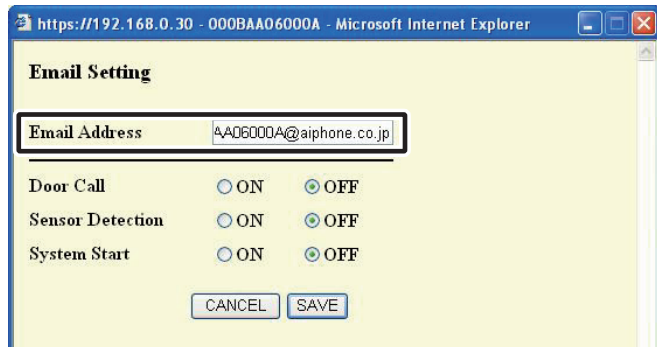 https://192.168.0.30 - 000BAA06000A - Microsoft Internet Explorer
Email Setting
Email Address AA06000A@aiphone.co.jp
Door Call ON OFF
Sensor Detection ON OFF
System Start ON OFF
CANCEL SAVE